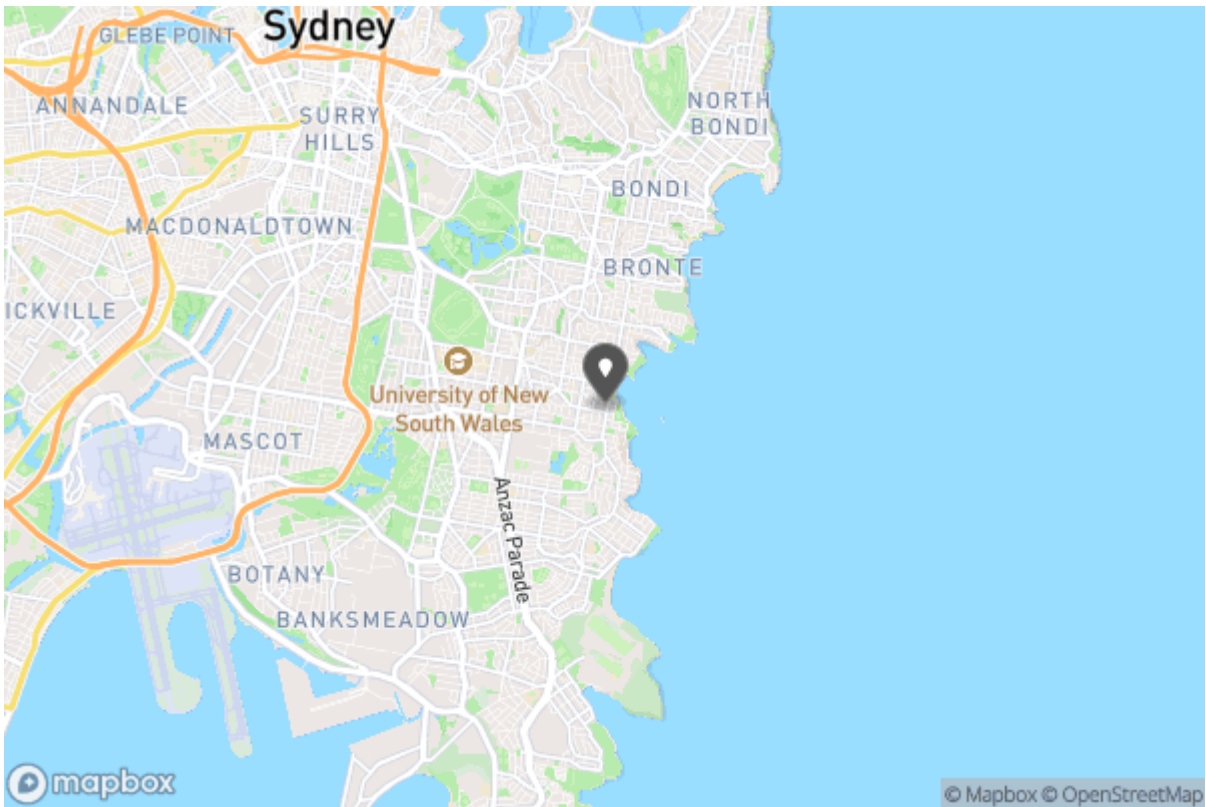 Sydney
GLEBE POINT
ANNANDALE
SURRY
HILLS
NORTH
BONDI
BONDI
MACDONALDTOWN
BRONTE
ICKVILLE
University of New
South Wales
MASCOT
Anzac Parade
BOTANY
BANKSMEADOW
mapbox
© Mapbox © OpenStreetMap